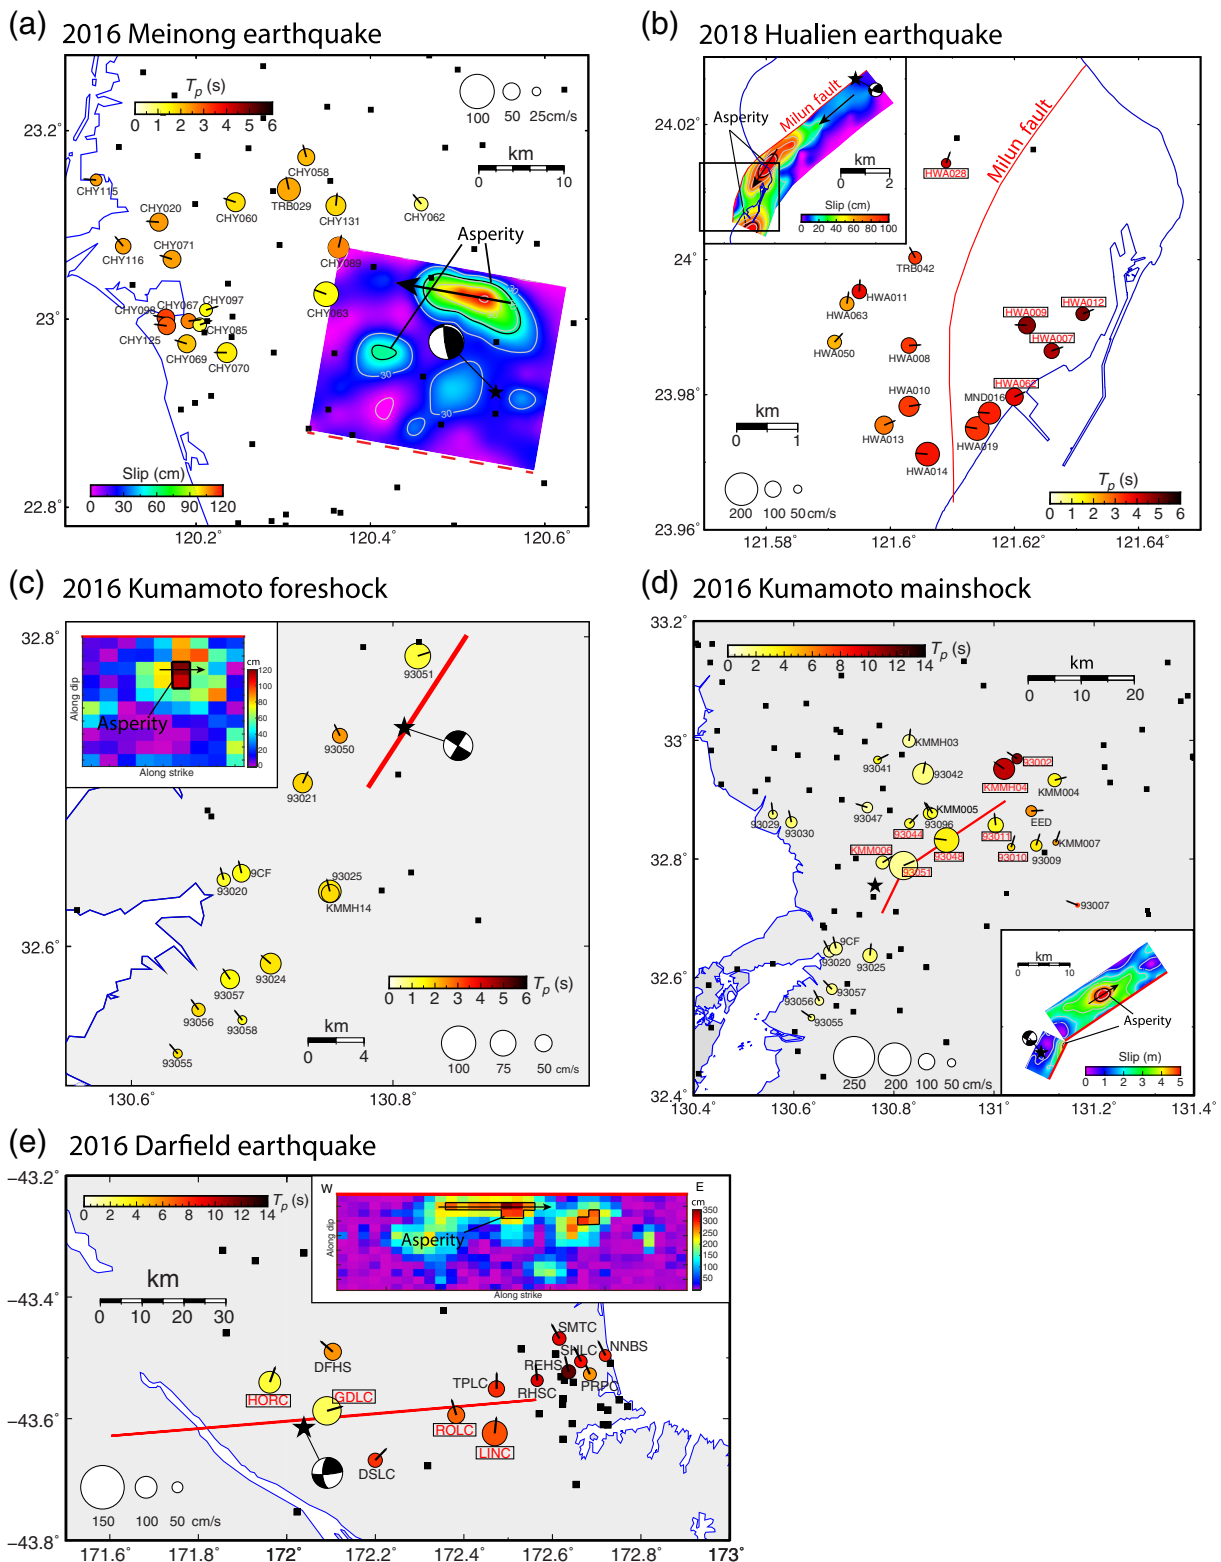 (a) 2016 Meinong earthquake
Tp (s)
0 1 2 3 4 5 6
100 50 25cm/s
km
0 10
CHY115
CHY058
TRB029
CHY060
CHY131
CHY062
CHY020
CHY116
CHY071
CHY089
Asperity
CHY063
CHY097
CHY067
CHY085
CHY125
CHY069
CHY070
30
30
30
Slip (cm)
0 30 60 90 120
23.2°
23°
22.8°
120.2° 120.4° 120.6°
(b) 2018 Hualien earthquake
Milun fault
Asperity
km
0 2
Slip (cm)
0 20 40 60 80 100
Milun fault
HWA028
TRB042
HWA011
HWA063
HWA050
HWA008
HWA009
HWA012
HWA007
HWA062
HWA010
MND016
HWA013
HWA019
HWA014
km
0 1
200 100 50 cm/s
Tp (s)
0 1 2 3 4 5 6
24.02°
24°
23.98°
23.96°
121.58° 121.6° 121.62° 121.64°
(c) 2016 Kumamoto foreshock
cm
120
80
60
40
20
0
Along dip
Asperity
Along strike
93051
93050
93021
9CF
93020
93025
KMMH14
93024
93057
93056
93058
93055
Tp (s)
0 1 2 3 4 5 6
km
0 4
100 75 50 cm/s
32.8°
32.6°
130.6° 130.8°
(d) 2016 Kumamoto mainshock
Tp (s)
0 2 4 6 8 10 12 14
km
0 10 20
KMMH03
93041
93042
93002
KMMH04
KMM004
93047
KMM005
93096
93029
93030
93044
EED
93011
KMM006
93048
93051
93010
93009
KMM007
93007
9CF
93020
93025
93057
93056
93055
250 200 100 50 cm/s
km
0 10
Asperity
Slip (m)
0 1 2 3 4 5
33.2°
33°
32.8°
32.6°
32.4°
130.4° 130.6° 130.8° 131° 131.2° 131.4°
(e) 2016 Darfield earthquake
Tp (s)
0 2 4 6 8 10 12 14
W E
cm
350
300
250
200
150
100
50
Along dip
Asperity
Along strike
km
0 10 20 30
DFHS
HORC
GDLC
DSLC
TPLC
ROLC
LINC
SMTC
SHLC
NNBS
REHS
RHSC
PRPC
150 100 50 cm/s
−43.2°
−43.4°
−43.6°
−43.8°
171.6° 171.8° 172° 172.2° 172.4° 172.6° 172.8° 173°